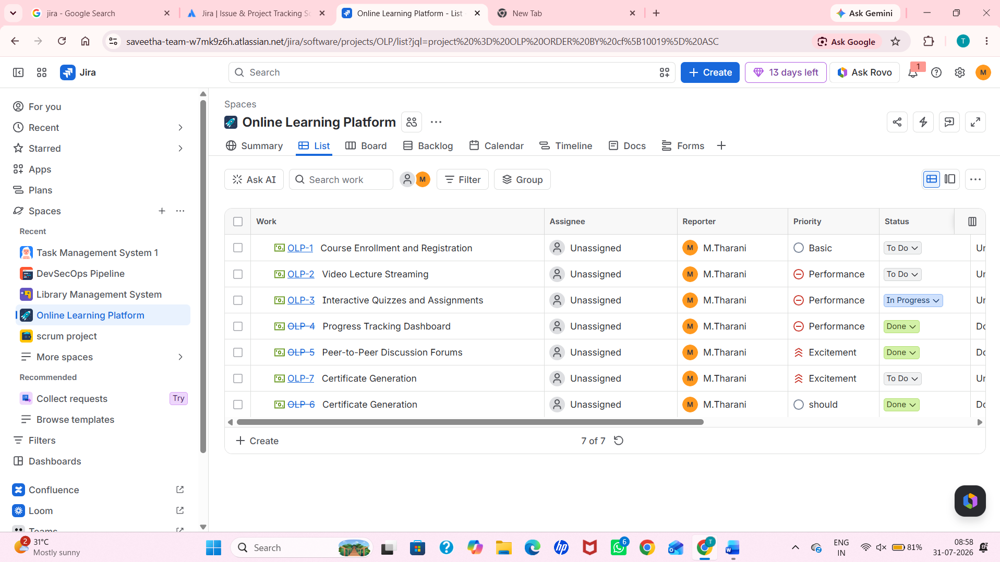 jira - Google Search
Jira | Issue & Project Tracking So
Online Learning Platform - List
New Tab
Ask Gemini
saveetha-team-w7mk9z6h.atlassian.net/jira/software/projects/OLP/list?jql=project%20%3D%20OLP%20ORDER%20BY%20cf%5B10019%5D%20ASC
Ask Google
T
Jira
Search
Create
13 days left
Ask Rovo
1
M
For you
Recent
Starred
Apps
Plans
Spaces
Recent
Task Management System 1
DevSecOps Pipeline
Library Management System
Online Learning Platform
scrum project
More spaces
Recommended
Collect requests Try
Browse templates
Filters
Dashboards
Confluence
Loom
Teams
Spaces
Online Learning Platform
Summary List Board Backlog Calendar Timeline Docs Forms
Ask AI Search work M Filter Group
Work Assignee Reporter Priority Status
OLP-1 Course Enrollment and Registration Unassigned M M.Tharani Basic To Do Ur
OLP-2 Video Lecture Streaming Unassigned M M.Tharani Performance To Do Ur
OLP-3 Interactive Quizzes and Assignments Unassigned M M.Tharani Performance In Progress Ur
OLP-4 Progress Tracking Dashboard Unassigned M M.Tharani Performance Done Dc
OLP-5 Peer-to-Peer Discussion Forums Unassigned M M.Tharani Excitement Done Dc
OLP-7 Certificate Generation Unassigned M M.Tharani Excitement To Do Ur
OLP-6 Certificate Generation Unassigned M M.Tharani should Done Dc
Create 7 of 7
2
31°C
Mostly sunny
Search
hp
6
T
W
ENG
IN
81%
08:58
31-07-2026